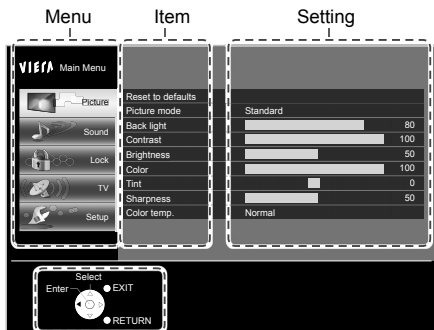 Menu Item Setting
VIERA Main Menu
Picture
Sound
Lock
TV
Setup
Reset to defaults
Picture mode Standard
Back light 80
Contrast 100
Brightness 50
Color 100
Tint 0
Sharpness 50
Color temp. Normal
Select
Enter
EXIT
RETURN